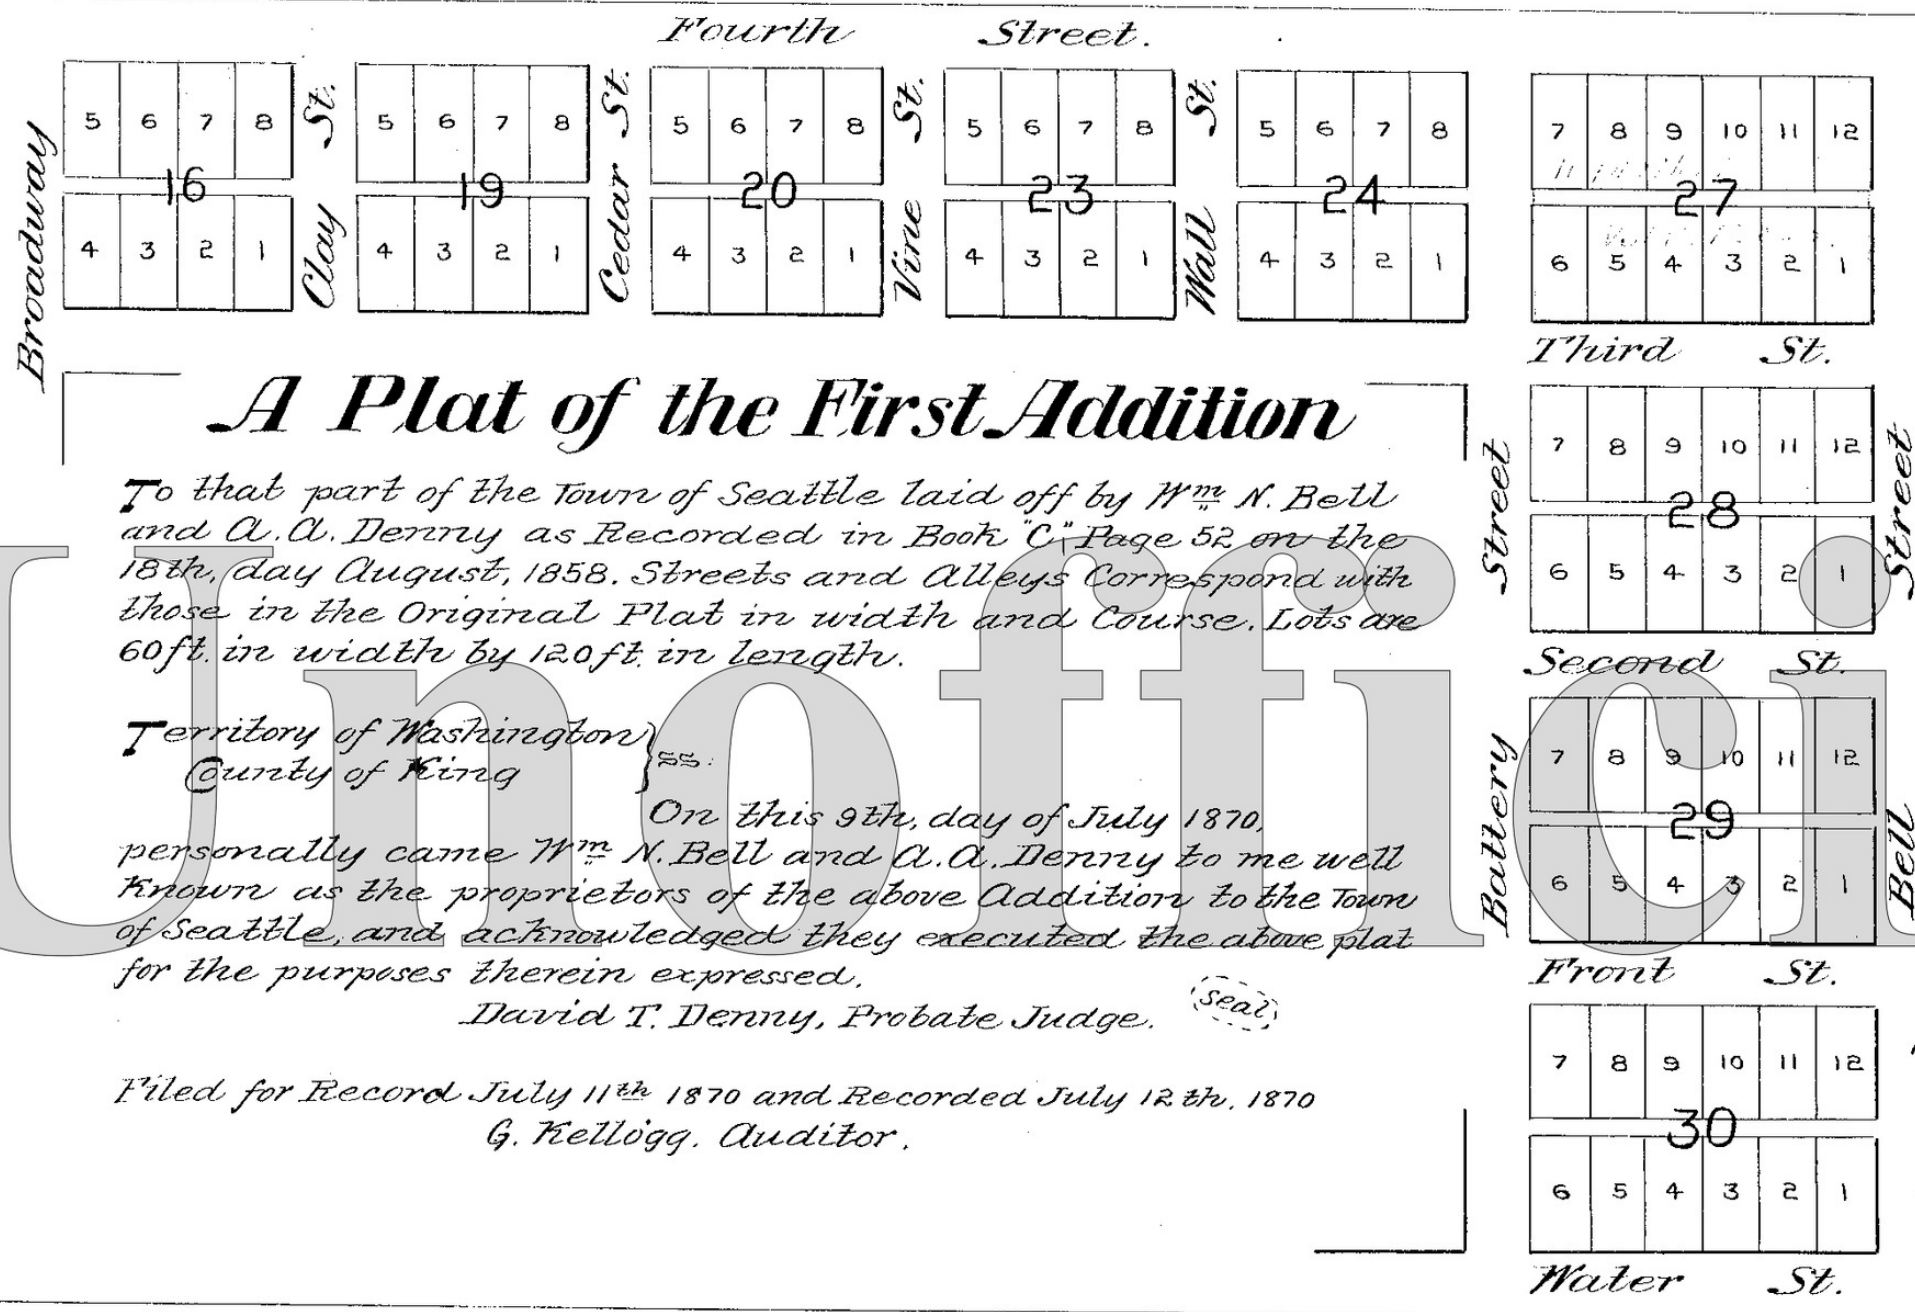 Fourth Street.
5 6 7 8 St. 5 6 7 8 St. 5 6 7 8 St. 5 6 7 8 St. 5 6 7 8 7 8 9 10 11 12
Broadway 16 19 20 23 24 27
4 3 2 1 Clay 4 3 2 1 Cedar 4 3 2 1 Vine 4 3 2 1 Wall 4 3 2 1 6 5 4 3 2 1
Third St.
A Plat of the First Addition
To that part of the Town of Seattle laid off by Wm N. Bell
and A. A. Denny as Recorded in Book "C" Page 52 on the
18th, day August, 1858. Streets and Alleys Correspond with
those in the Original Plat in width and Course. Lots are
60 ft. in width by 120 ft. in length.
Territory of Washington } ss.
County of King
On this 9th, day of July 1870,
personally came Wm N. Bell and A. A. Denny to me well
Known as the proprietors of the above Addition to the Town
of Seattle, and acknowledged they executed the above plat
for the purposes therein expressed.
David T. Denny, Probate Judge. (Seal)
Filed for Record July 11th 1870 and Recorded July 12th, 1870
G. Kellogg. Auditor.
7 8 9 10 11 12
28
6 5 4 3 2 1
Second St.
Battery Street
Bell Street
7 8 9 10 11 12
29
6 5 4 3 2 1
Front St.
7 8 9 10 11 12
30
6 5 4 3 2 1
Water St.